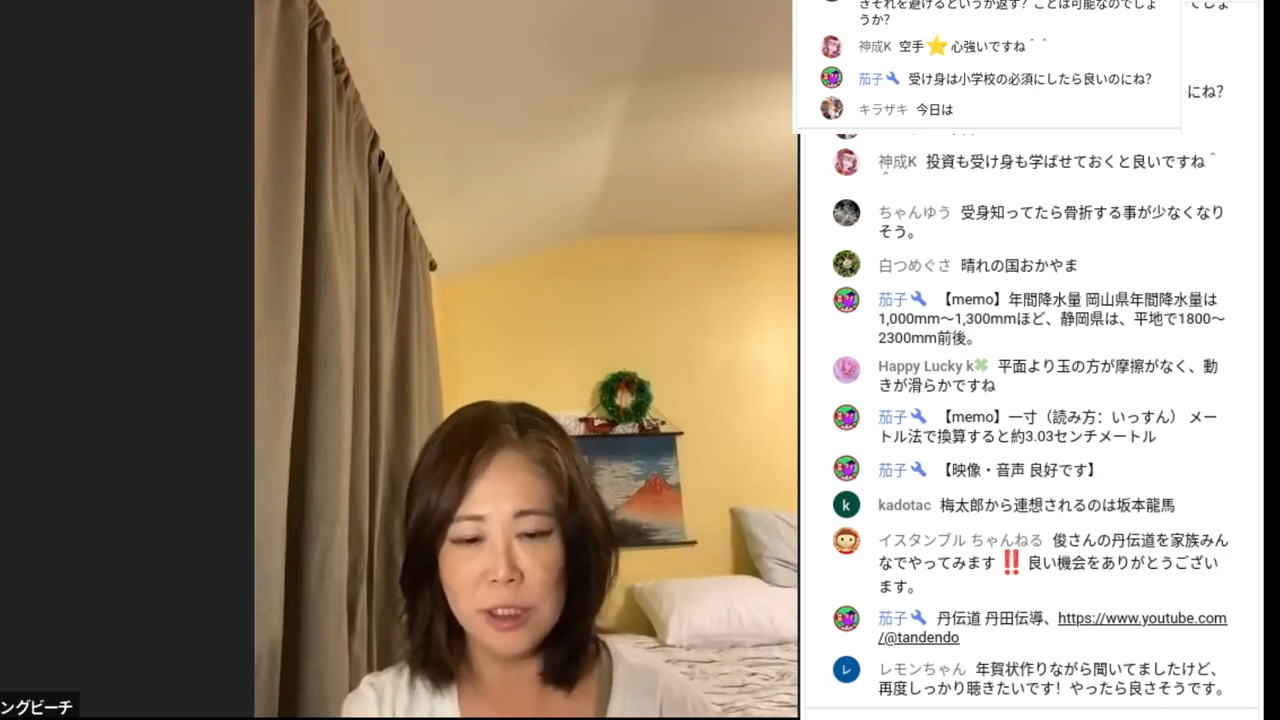 きそれを避けるというか返す？ことは可能なのでしょ
うか？
神成K 空手⭐心強いですね＾＾
茄子🔧 受け身は小学校の必須にしたら良いのにね？
キラザキ 今日は
にね？
神成K 投資も受け身も学ばせておくと良いですね＾
＾
ちゃんゆう 受身知ってたら骨折する事が少なくなり
そう。
白つめぐさ 晴れの国おかやま
茄子🔧 【memo】年間降水量 岡山県年間降水量は
1,000mm〜1,300mmほど、静岡県は、平地で1800〜
2300mm前後。
Happy Lucky k🍀 平面より玉の方が摩擦がなく、動
きが滑らかですね
茄子🔧 【memo】一寸（読み方：いっすん） メー
トル法で換算すると約3.03センチメートル
茄子🔧 【映像・音声 良好です】
k kadotac 梅太郎から連想されるのは坂本龍馬
イスタンブル ちゃんねる 俊さんの丹伝道を家族みん
なでやってみます‼️良い機会をありがとうござい
ます。
茄子🔧 丹伝道 丹田伝導、https://www.youtube.com
/@tandendo
レ レモンちゃん 年賀状作りながら聞いてましたけど、
再度しっかり聴きたいです！やったら良さそうです。
ングビーチ